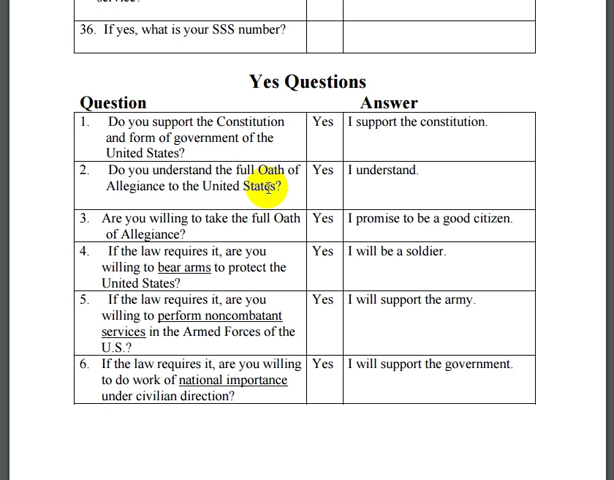 service?
36. If yes, what is your SSS number?
Yes Questions
Question Answer
1. Do you support the Constitution Yes I support the constitution.
and form of government of the
United States?
2. Do you understand the full Oath of Yes I understand.
Allegiance to the United States?
3. Are you willing to take the full Oath Yes I promise to be a good citizen.
of Allegiance?
4. If the law requires it, are you Yes I will be a soldier.
willing to bear arms to protect the
United States?
5. If the law requires it, are you Yes I will support the army.
willing to perform noncombatant
services in the Armed Forces of the
U.S.?
6. If the law requires it, are you willing Yes I will support the government.
to do work of national importance
under civilian direction?